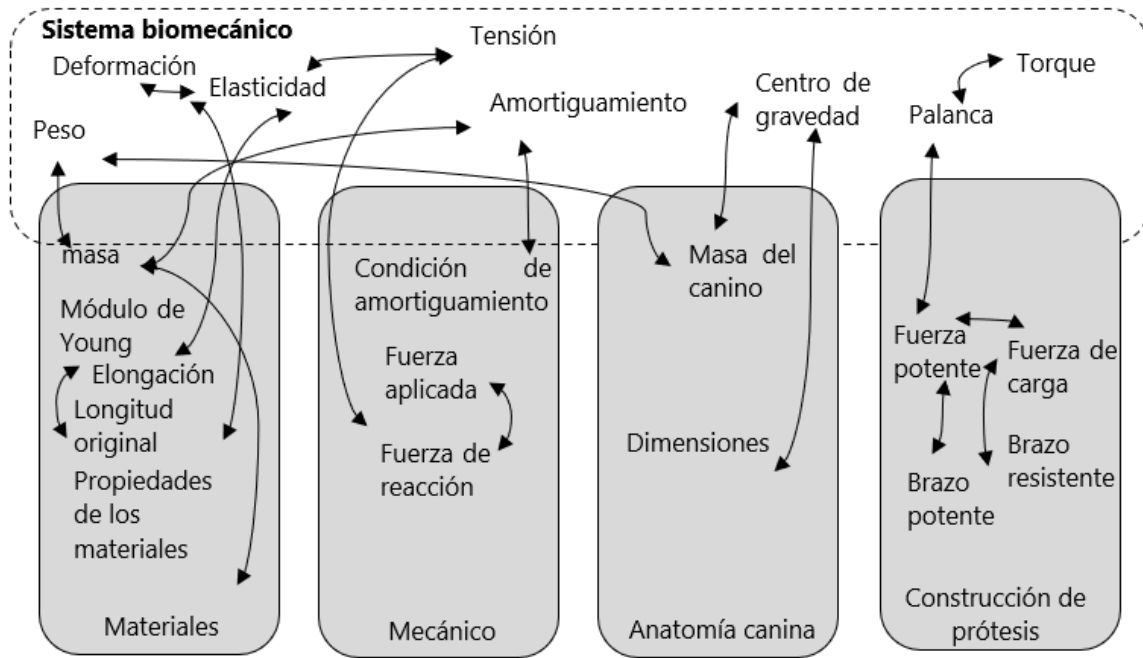 Sistema biomecánico
Deformación
Elasticidad
Tensión
Peso
Amortiguamiento
Centro de
gravedad
Torque
Palanca
masa
Módulo de
Young
Elongación
Longitud
original
Propiedades
de los
materiales
Materiales
Condición de
amortiguamiento
Fuerza
aplicada
Fuerza de
reacción
Mecánico
Masa del
canino
Dimensiones
Anatomía canina
Fuerza
potente
Fuerza de
carga
Brazo
resistente
Brazo
potente
Construcción de
prótesis